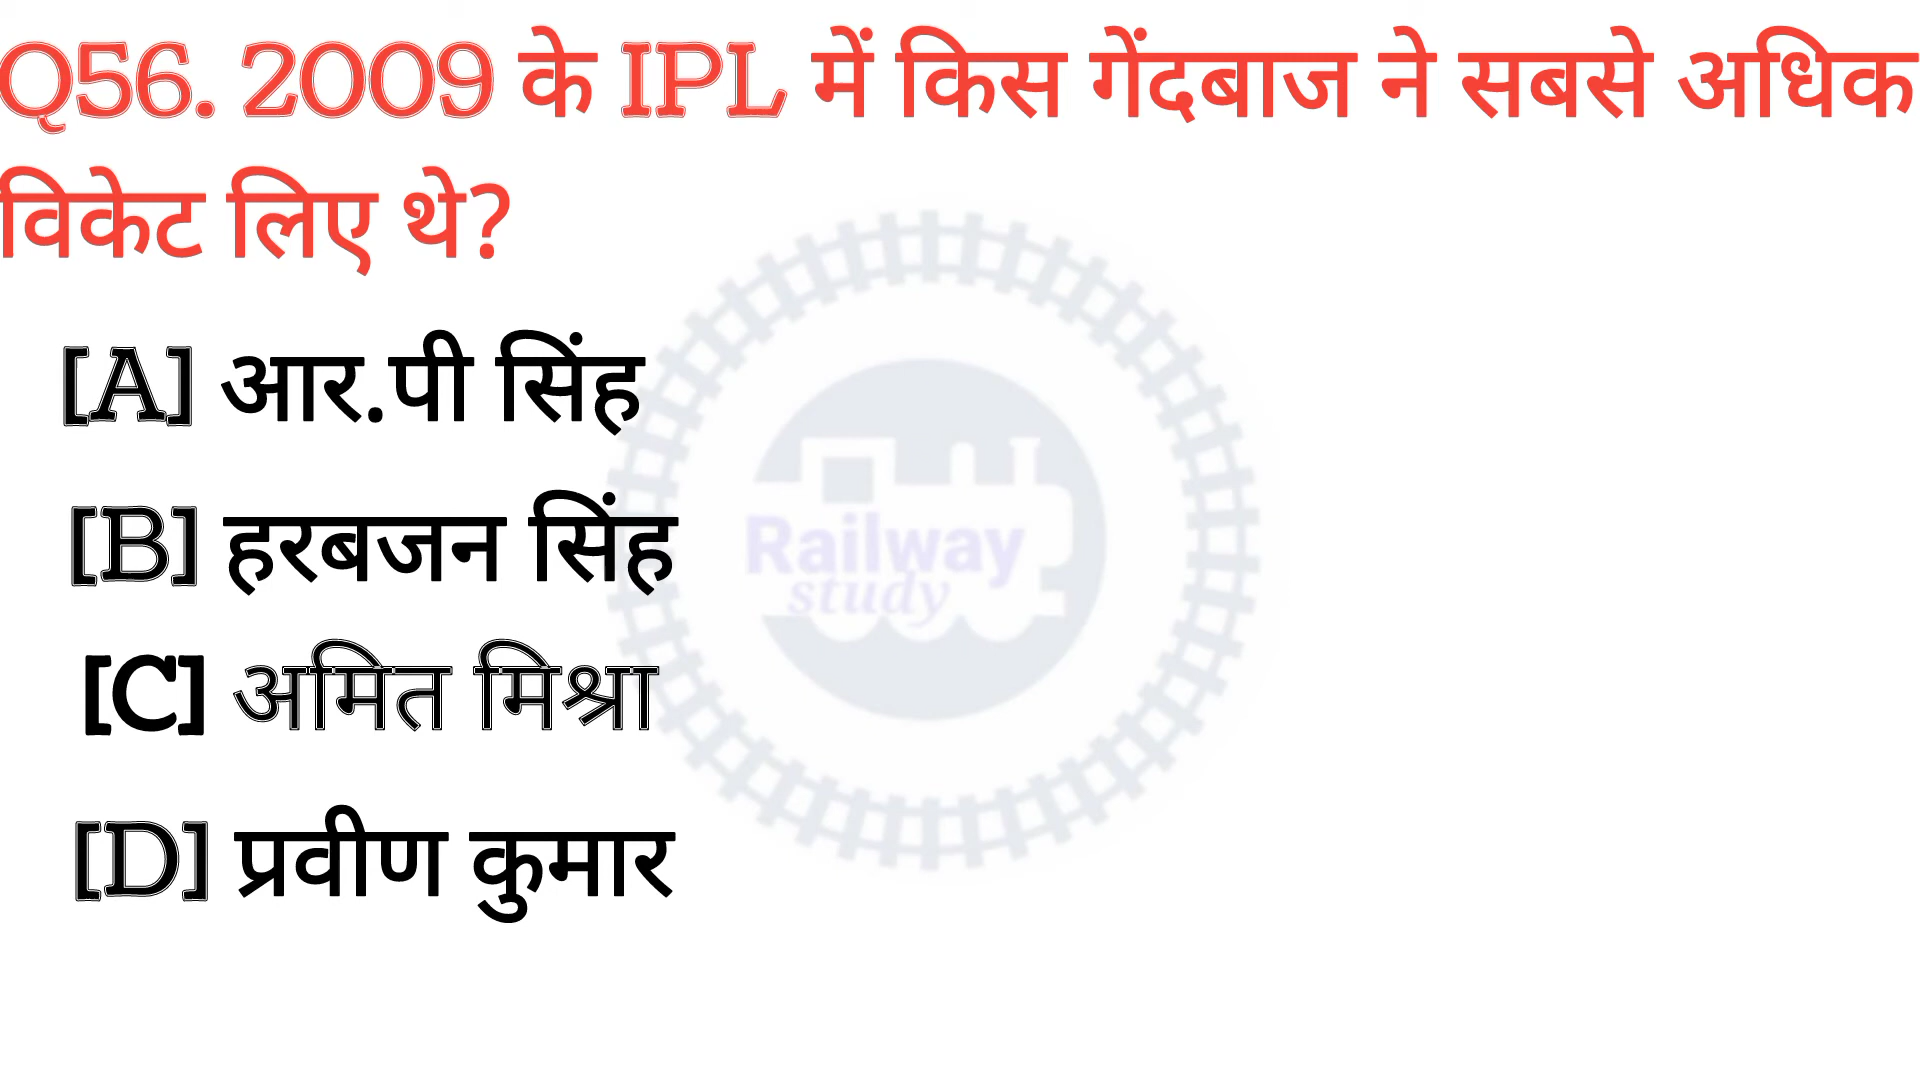 Q56. 2009 के IPL में किस गेंदबाज ने सबसे अधिक
विकेट लिए थे?
[A] आर.पी सिंह
[B] हरबजन सिंह
[C] अमित मिश्रा
[D] प्रवीण कुमार
Railway
study